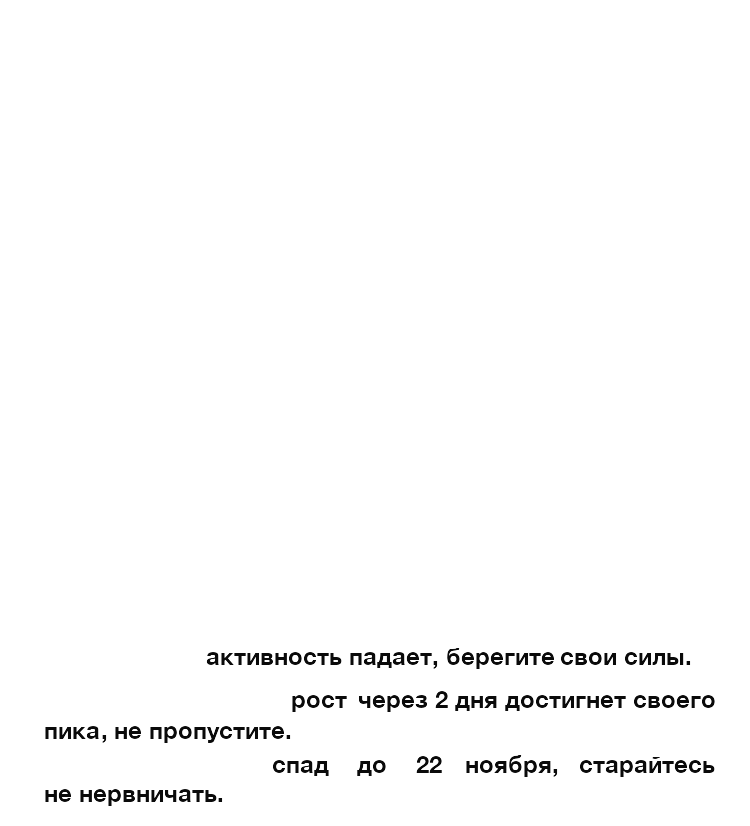 активность падает, берегите свои силы.
рост через 2 дня достигнет своего
пика, не пропустите.
спад до 22 ноября, старайтесь
не нервничать.